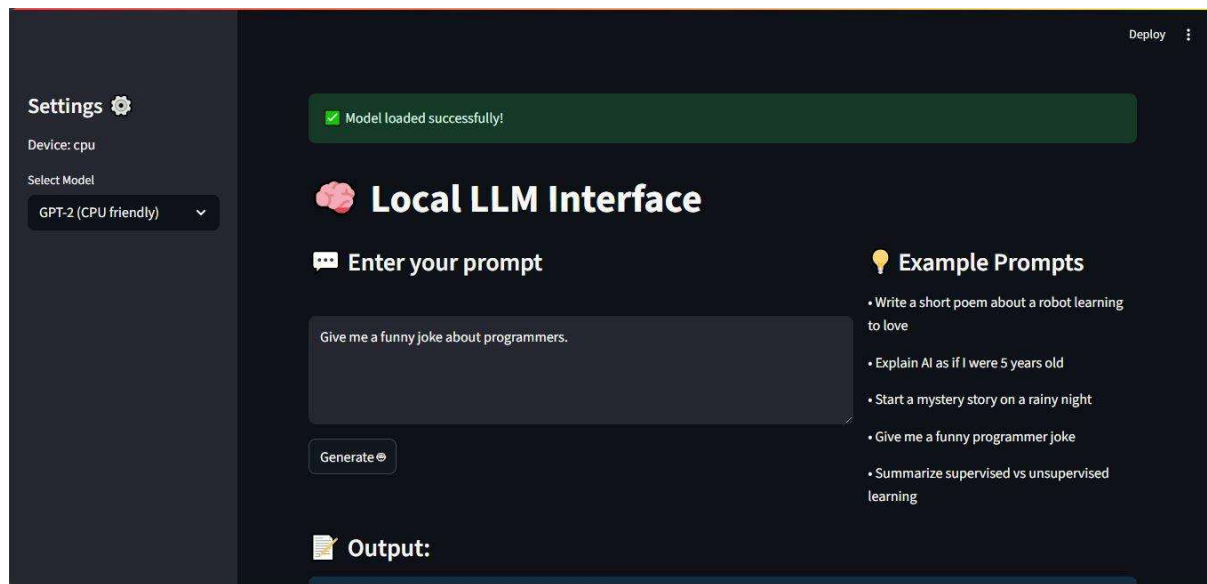 Deploy
Settings
Device: cpu
Select Model
GPT-2 (CPU friendly)
Model loaded successfully!
Local LLM Interface
Enter your prompt
Give me a funny joke about programmers.
Generate
Example Prompts
• Write a short poem about a robot learning
to love
• Explain AI as if I were 5 years old
• Start a mystery story on a rainy night
• Give me a funny programmer joke
• Summarize supervised vs unsupervised
learning
Output: